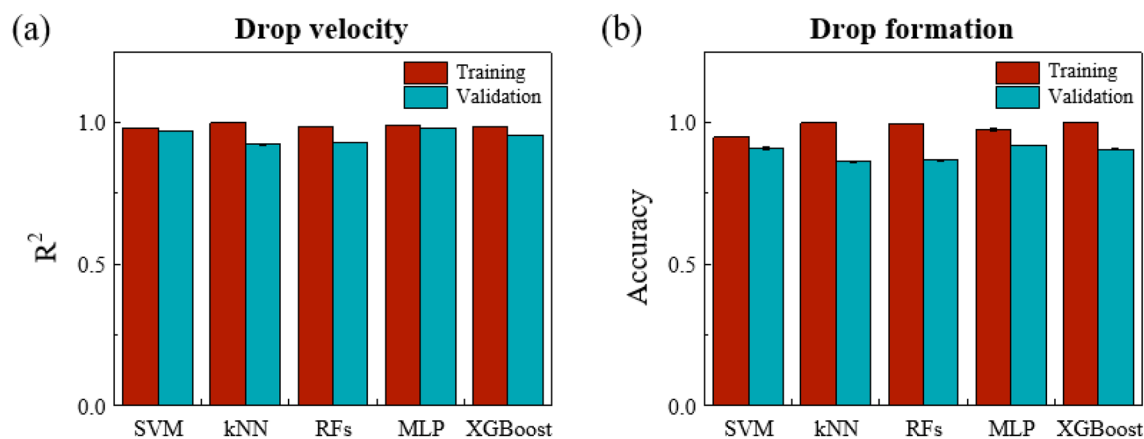 (a)
Drop velocity
Training
Validation
1.0
0.5
0.0
R²
SVM kNN RFs MLP XGBoost
(b)
Drop formation
Training
Validation
1.0
0.5
0.0
Accuracy
SVM kNN RFs MLP XGBoost